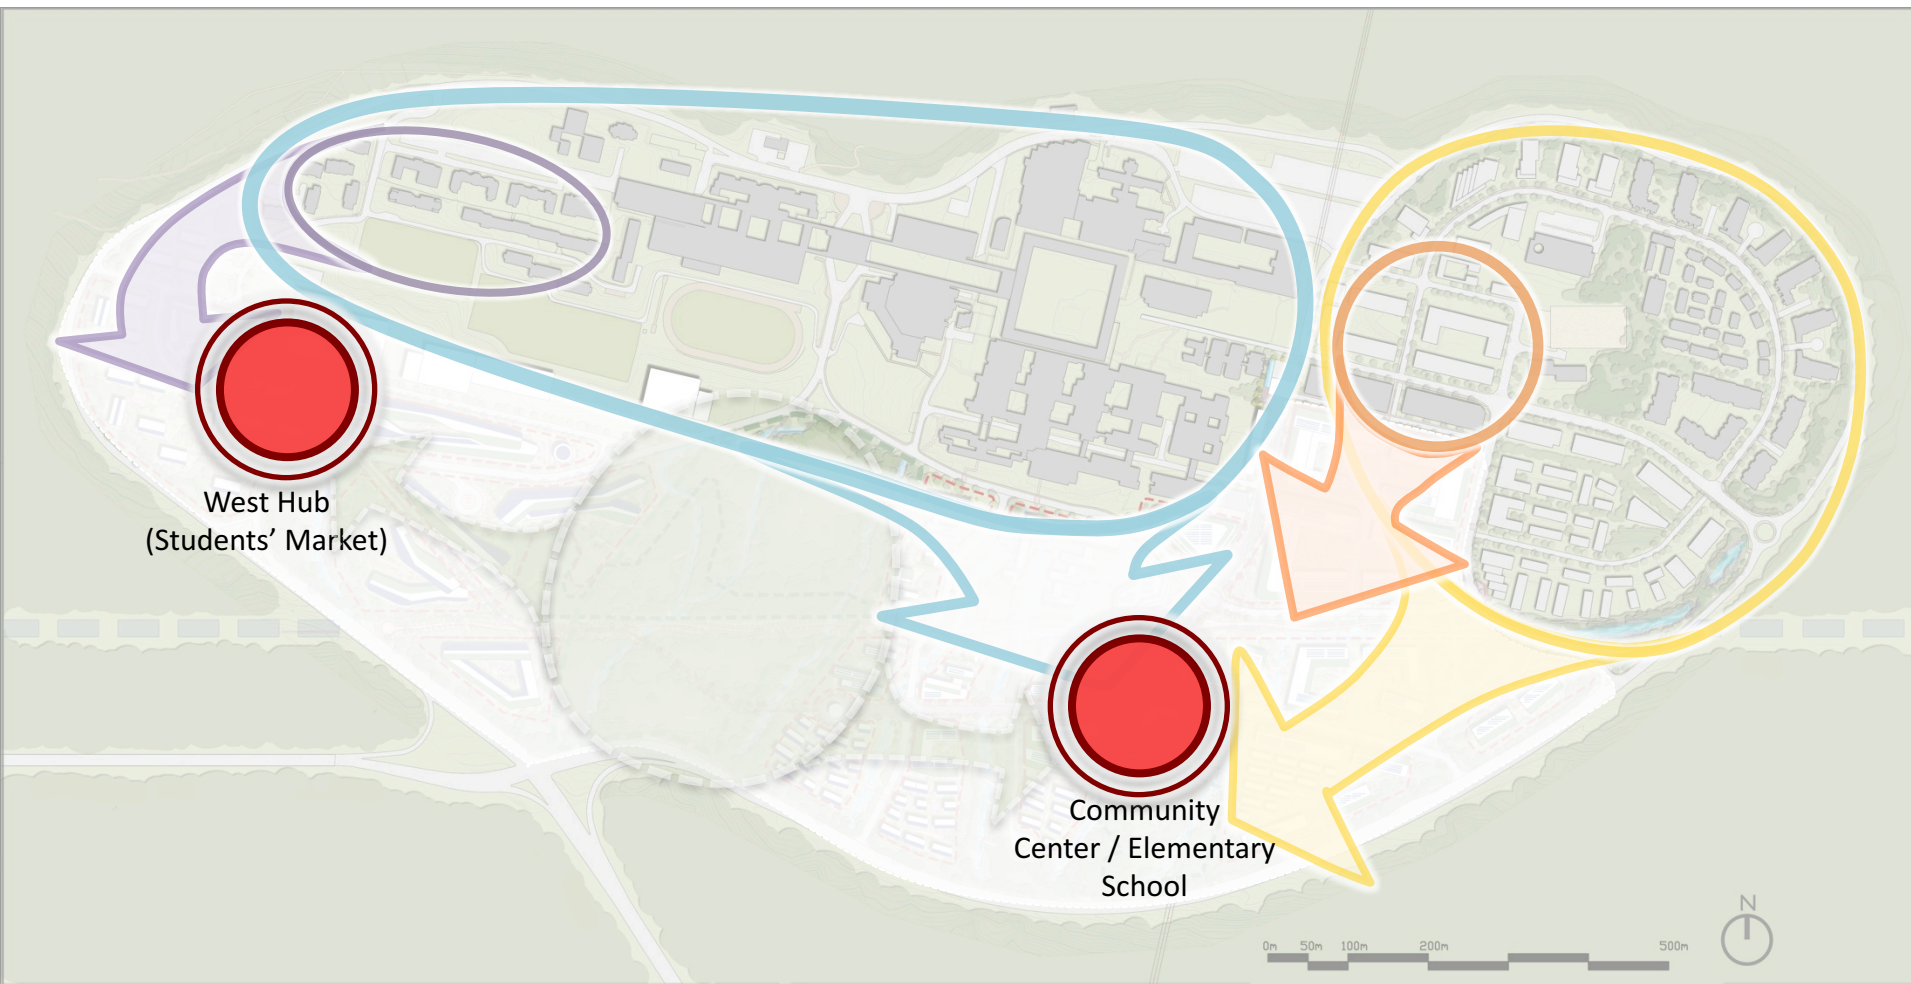 West Hub
(Students’ Market)
Community
Center / Elementary
School
N
0m 50m 100m 200m 500m